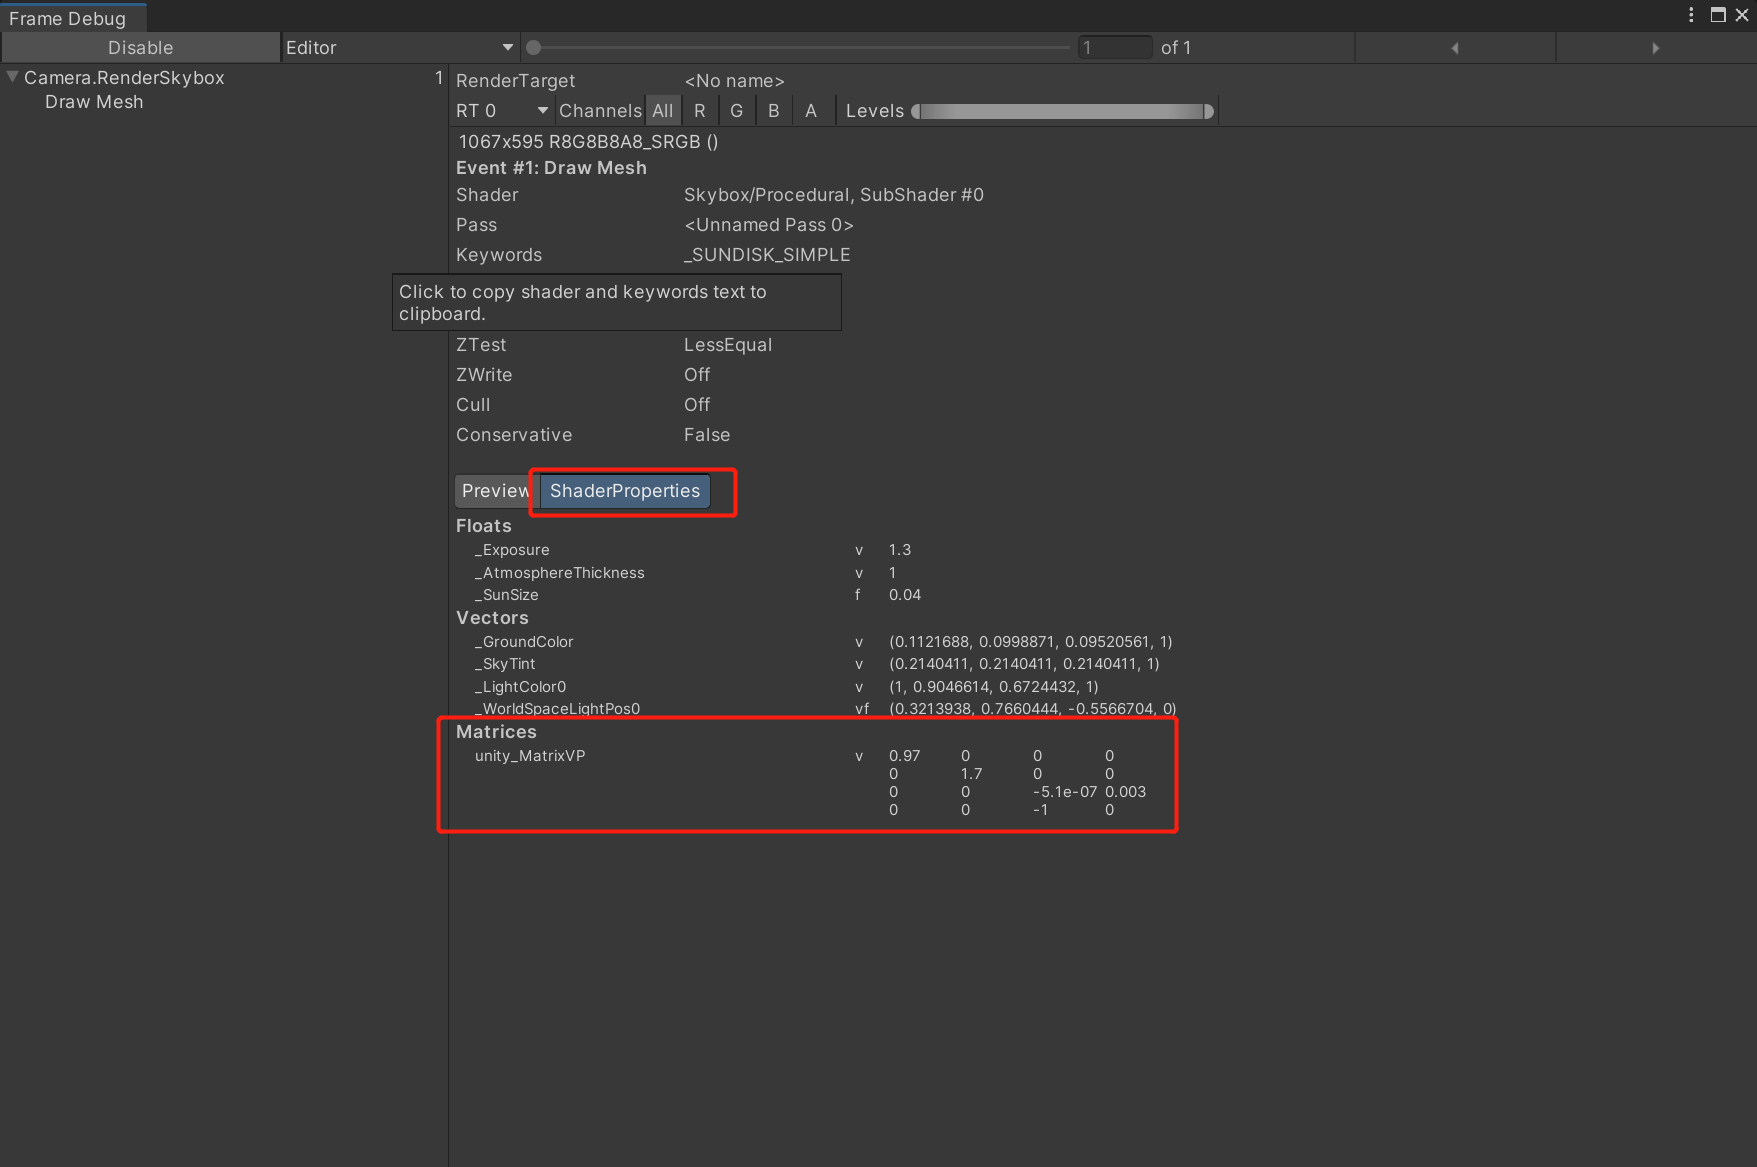 Frame Debug
Disable
Editor
1
of 1
Camera.RenderSkybox 1
Draw Mesh
RenderTarget <No name>
RT 0 Channels All R G B A Levels
1067x595 R8G8B8A8_SRGB ()
Event #1: Draw Mesh
Shader Skybox/Procedural, SubShader #0
Pass <Unnamed Pass 0>
Keywords _SUNDISK_SIMPLE
Click to copy shader and keywords text to
clipboard.
ZTest LessEqual
ZWrite Off
Cull Off
Conservative False
Preview ShaderProperties
Floats
_Exposure v 1.3
_AtmosphereThickness v 1
_SunSize f 0.04
Vectors
_GroundColor v (0.1121688, 0.0998871, 0.09520561, 1)
_SkyTint v (0.2140411, 0.2140411, 0.2140411, 1)
_LightColor0 v (1, 0.9046614, 0.6724432, 1)
_WorldSpaceLightPos0 vf (0.3213938, 0.7660444, -0.5566704, 0)
Matrices
unity_MatrixVP v 0.97 0 0 0
0 1.7 0 0
0 0 -5.1e-07 0.003
0 0 -1 0